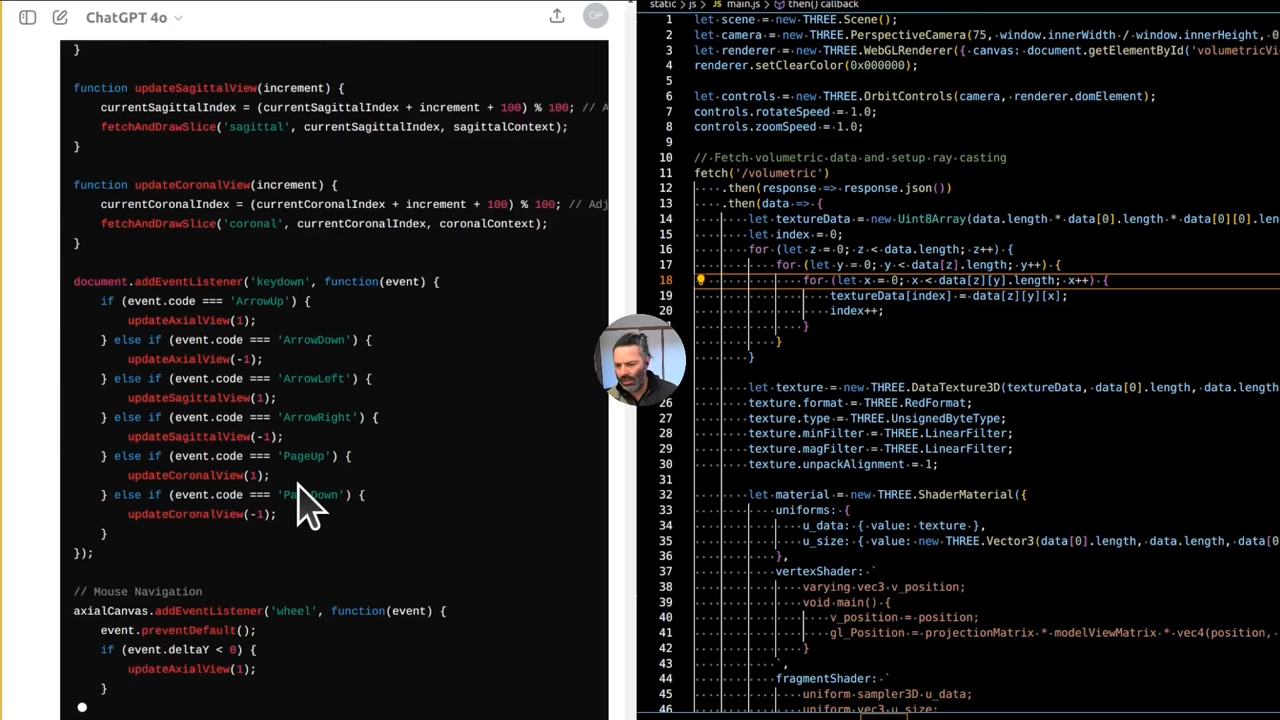 ChatGPT 4o
OP
}
function updateSagittalView(increment) {
currentSagittalIndex = (currentSagittalIndex + increment + 100) % 100; // A
fetchAndDrawSlice('sagittal', currentSagittalIndex, sagittalContext);
}
function updateCoronalView(increment) {
currentCoronalIndex = (currentCoronalIndex + increment + 100) % 100; // Adj
fetchAndDrawSlice('coronal', currentCoronalIndex, coronalContext);
}
document.addEventListener('keydown', function(event) {
if (event.code === 'ArrowUp') {
updateAxialView(1);
} else if (event.code === 'ArrowDown') {
updateAxialView(-1);
} else if (event.code === 'ArrowLeft') {
updateSagittalView(1);
} else if (event.code === 'ArrowRight') {
updateSagittalView(-1);
} else if (event.code === 'PageUp') {
updateCoronalView(1);
} else if (event.code === 'PageDown') {
updateCoronalView(-1);
}
});
// Mouse Navigation
axialCanvas.addEventListener('wheel', function(event) {
event.preventDefault();
if (event.deltaY < 0) {
updateAxialView(1);
}
static > js > main.js > then() callback
1 let scene = new THREE.Scene();
2 let camera = new THREE.PerspectiveCamera(75, window.innerWidth / window.innerHeight, 0
3 let renderer = new THREE.WebGLRenderer({ canvas: document.getElementById('volumetricVi
4 renderer.setClearColor(0x000000);
5
6 let controls = new THREE.OrbitControls(camera, renderer.domElement);
7 controls.rotateSpeed = 1.0;
8 controls.zoomSpeed = 1.0;
9
10 // Fetch volumetric data and setup ray casting
11 fetch('/volumetric')
12 .then(response => response.json())
13 .then(data => {
14 let textureData = new Uint8Array(data.length * data[0].length * data[0][0].len
15 let index = 0;
16 for (let z = 0; z < data.length; z++) {
17 for (let y = 0; y < data[z].length; y++) {
18 for (let x = 0; x < data[z][y].length; x++) {
19 textureData[index] = data[z][y][x];
20 index++;
}
}
}
let texture = new THREE.DataTexture3D(textureData, data[0].length, data.length
26 texture.format = THREE.RedFormat;
27 texture.type = THREE.UnsignedByteType;
28 texture.minFilter = THREE.LinearFilter;
29 texture.magFilter = THREE.LinearFilter;
30 texture.unpackAlignment = 1;
31
32 let material = new THREE.ShaderMaterial({
33 uniforms: {
34 u_data: { value: texture },
35 u_size: { value: new THREE.Vector3(data[0].length, data.length, data[0
36 },
37 vertexShader: `
38 varying vec3 v_position;
39 void main() {
40 v_position = position;
41 gl_Position = projectionMatrix * modelViewMatrix * vec4(position,
42 }
43 `,
44 fragmentShader: `
45 uniform sampler3D u_data;
46 uniform vec3 u_size;